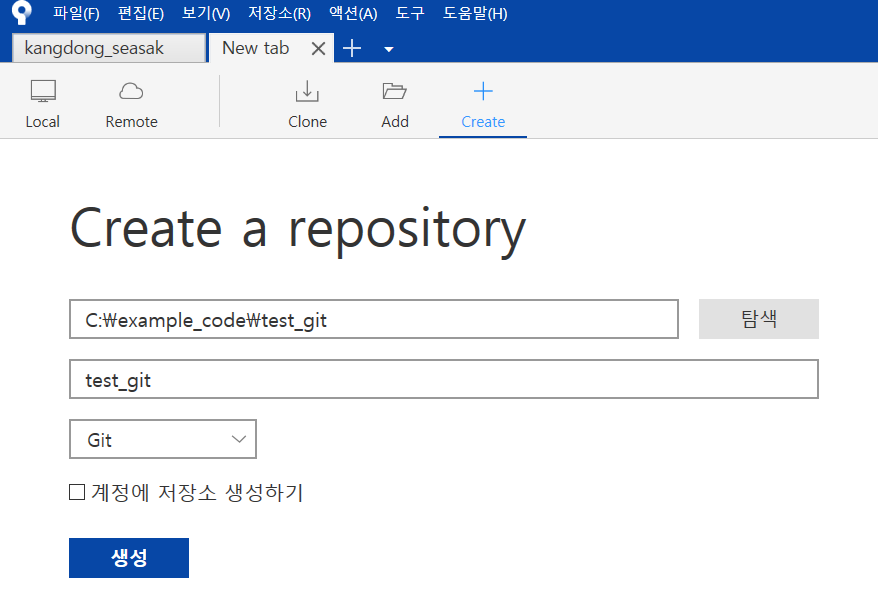 파일(F) 편집(E) 보기(V) 저장소(R) 액션(A) 도구 도움말(H)
kangdong_seasak New tab
Local Remote Clone Add Create
Create a repository
C:₩example_code₩test_git 탐색
test_git
Git
계정에 저장소 생성하기
생성